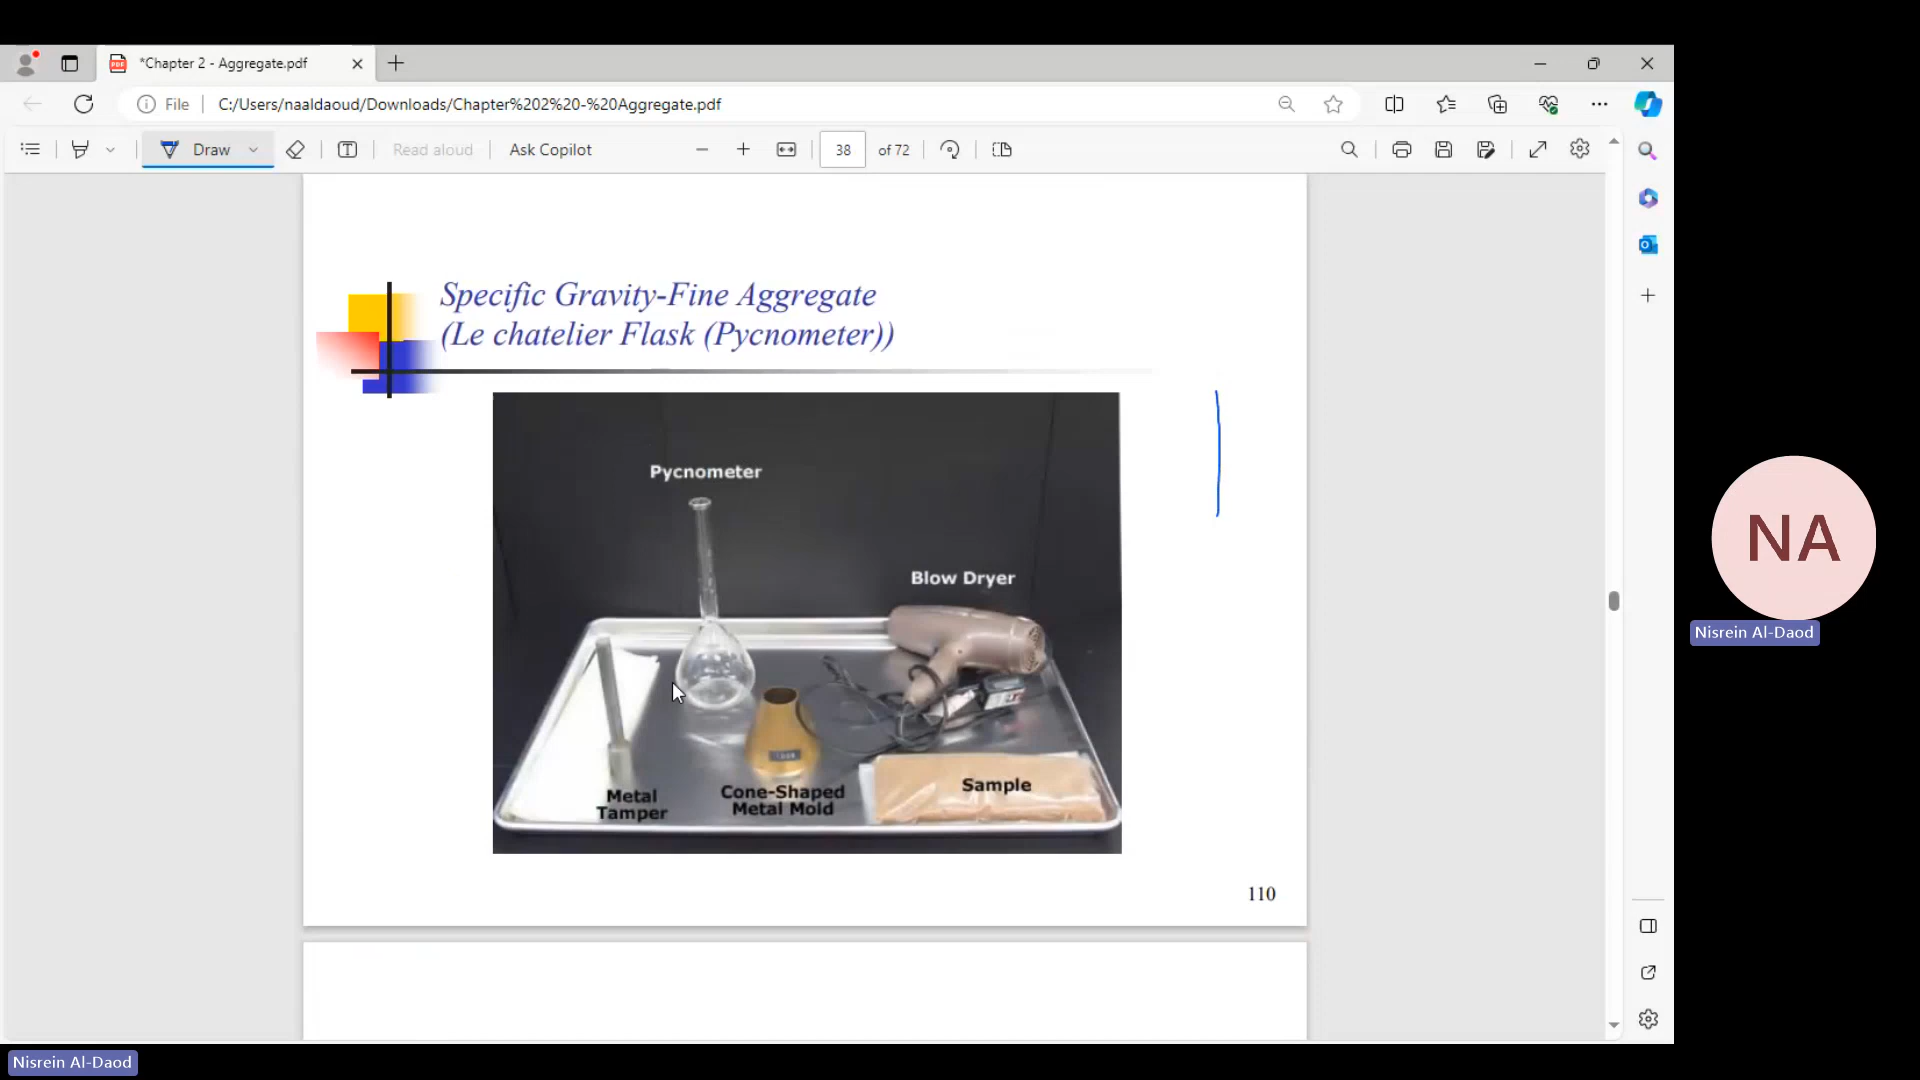 *Chapter 2 - Aggregate.pdf
File
C:/Users/naaldaoud/Downloads/Chapter%202%20-%20Aggregate.pdf
Draw
Read aloud
Ask Copilot
38
of 72
Specific Gravity-Fine Aggregate
(Le chatelier Flask (Pycnometer))
Pycnometer
Blow Dryer
Sample
Metal
Tamper
Cone-Shaped
Metal Mold
110
NA
Nisrein Al-Daod
Nisrein Al-Daod